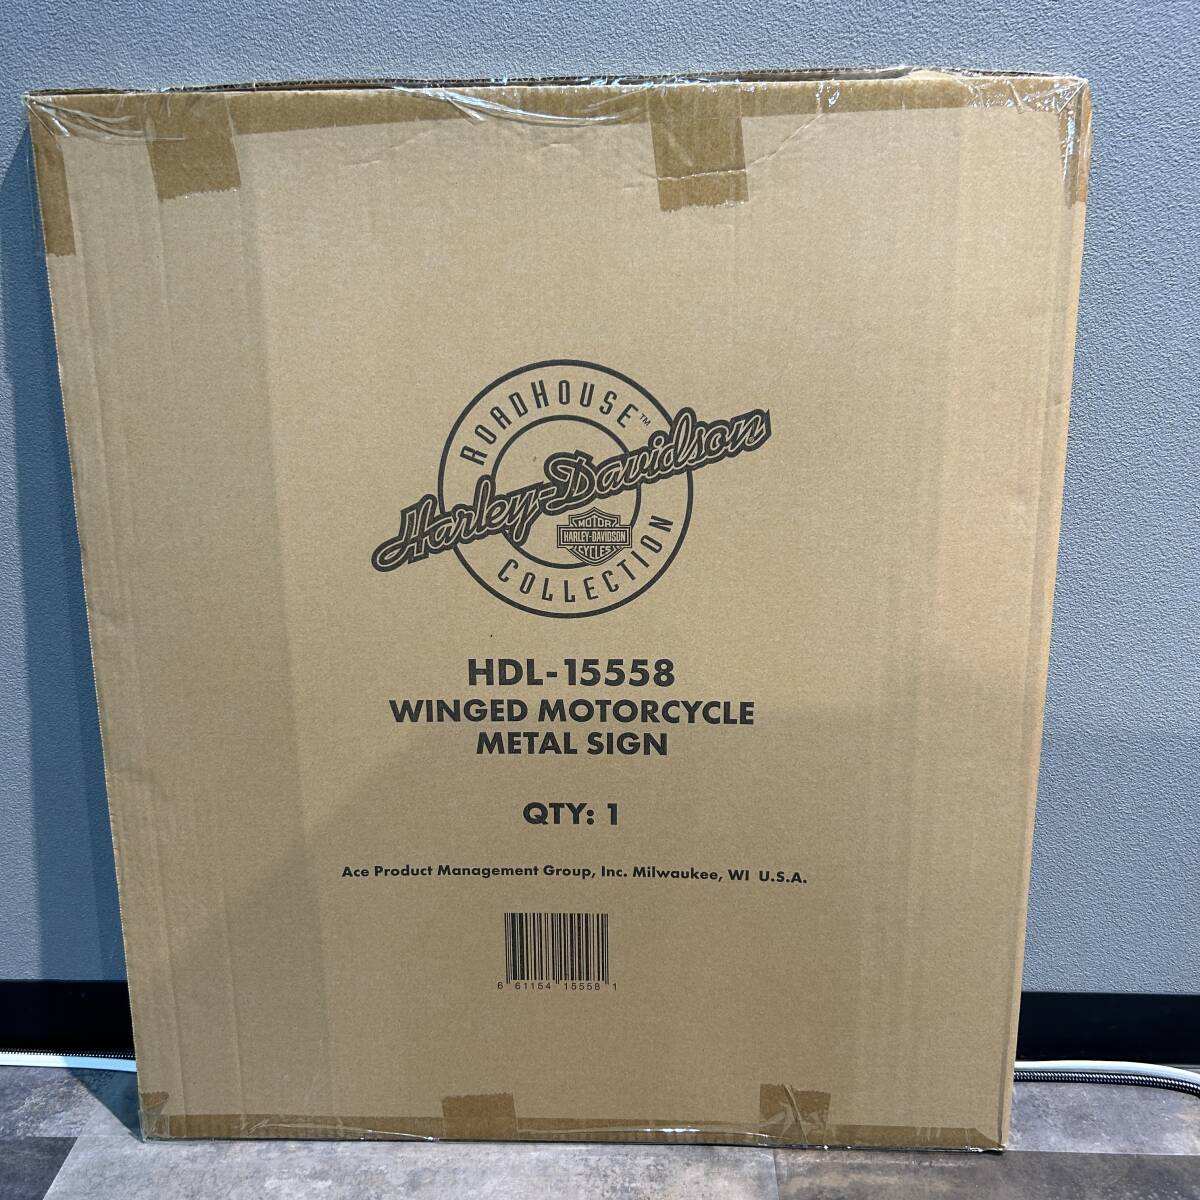 ROADHOUSE™
Harley-Davidson
MOTOR
HARLEY-DAVIDSON
CYCLES
COLLECTION
HDL-15558
WINGED MOTORCYCLE
METAL SIGN
QTY: 1
Ace Product Management Group, Inc. Milwaukee, WI U.S.A.
6 61154 15558 1